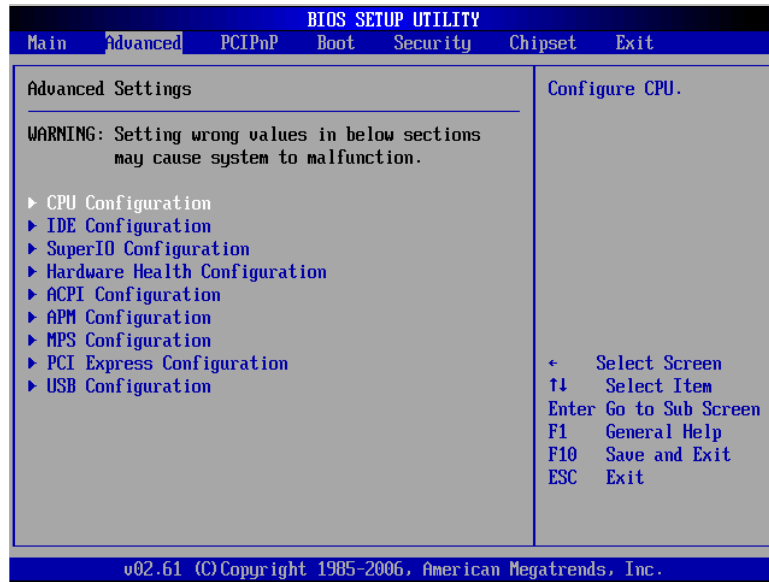 BIOS SETUP UTILITY
Main Advanced PCIPnP Boot Security Chipset Exit
Advanced Settings
WARNING: Setting wrong values in below sections
may cause system to malfunction.
▶ CPU Configuration
▶ IDE Configuration
▶ SuperIO Configuration
▶ Hardware Health Configuration
▶ ACPI Configuration
▶ APM Configuration
▶ MPS Configuration
▶ PCI Express Configuration
▶ USB Configuration
Configure CPU.
← Select Screen
↑↓ Select Item
Enter Go to Sub Screen
F1 General Help
F10 Save and Exit
ESC Exit
v02.61 (C)Copyright 1985-2006, American Megatrends, Inc.